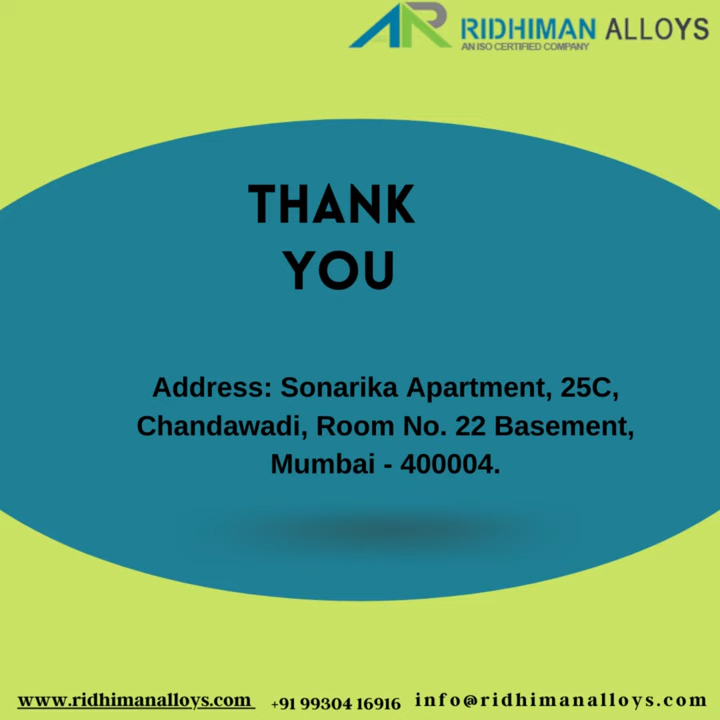 RIDHIMAN ALLOYS
AN ISO CERTIFIED COMPANY
THANK
YOU
Address: Sonarika Apartment, 25C,
Chandawadi, Room No. 22 Basement,
Mumbai - 400004.
www.ridhimanalloys.com +91 99304 16916 info@ridhimanalloys.com